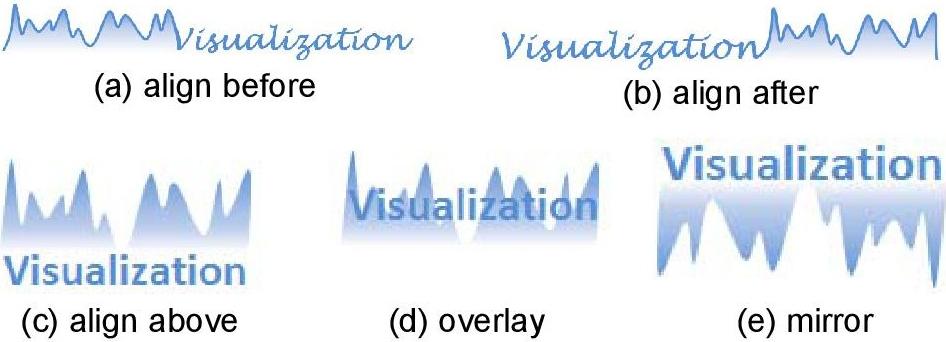 Visualization
Visualization
(a) align before
(b) align after
Visualization
Visualization
Visualization
(c) align above
(d) overlay
(e) mirror